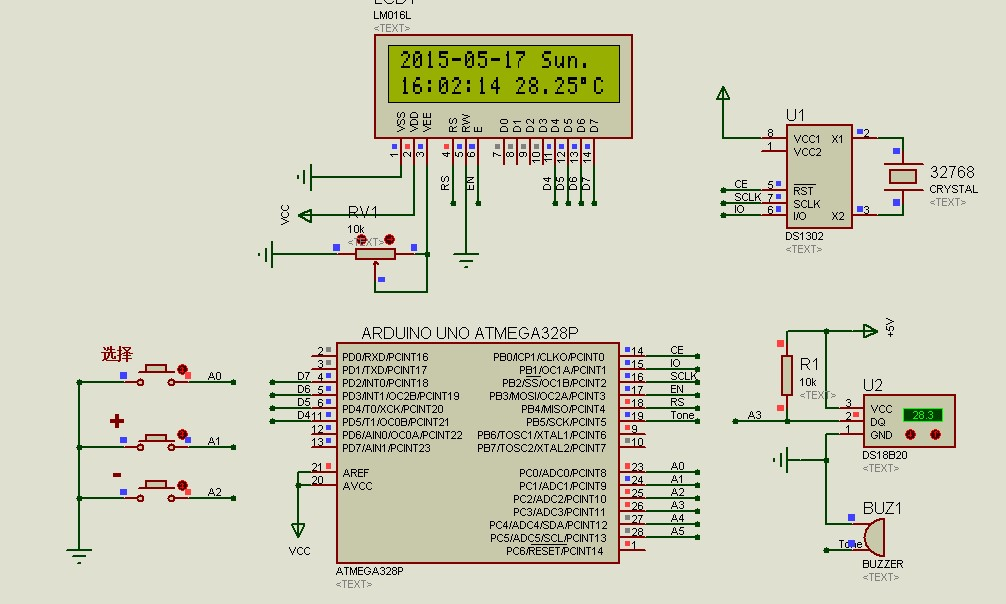 LCD1
LM016L
<TEXT>
2015-05-17 Sun.
16:02:14 28.25°C
VSS
VDD
VEE
RS
RW
E
D0
D1
D2
D3
D4
D5
D6
D7
1
2
3
4
5
6
7
8
9
10
11
12
13
14
RS
EN
D4
D5
D6
D7
VCC
RV1
10k
<TEXT>
U1
8
VCC1
X1
2
1
VCC2
CE
5
RST
SCLK
7
SCLK
IO
6
I/O
X2
3
DS1302
<TEXT>
32768
CRYSTAL
<TEXT>
选择
A0
+
A1
-
A2
ARDUINO UNO ATMEGA328P
2 PD0/RXD/PCINT16
3 PD1/TXD/PCINT17
D7 4 PD2/INT0/PCINT18
D6 5 PD3/INT1/OC2B/PCINT19
D5 6 PD4/T0/XCK/PCINT20
D4 11 PD5/T1/OC0B/PCINT21
12 PD6/AIN0/OC0A/PCINT22
13 PD7/AIN1/PCINT23
21 AREF
20 AVCC
VCC
PB0/ICP1/CLKO/PCINT0 14 CE
PB1/OC1A/PCINT1 15 IO
PB2/SS/OC1B/PCINT2 16 SCLK
PB3/MOSI/OC2A/PCINT3 17 EN
PB4/MISO/PCINT4 18 RS
PB5/SCK/PCINT5 19 Tone
PB6/TOSC1/XTAL1/PCINT6 9
PB7/TOSC2/XTAL2/PCINT7 10
PC0/ADC0/PCINT8 23 A0
PC1/ADC1/PCINT9 24 A1
PC2/ADC2/PCINT10 25 A2
PC3/ADC3/PCINT11 26 A3
PC4/ADC4/SDA/PCINT12 27 A4
PC5/ADC5/SCL/PCINT13 28 A5
PC6/RESET/PCINT14 1
ATMEGA328P
<TEXT>
+5V
R1
10k
<TEXT>
A3
U2
3 VCC
2 DQ
1 GND
28.3
DS18B20
<TEXT>
BUZ1
Tone
BUZZER
<TEXT>